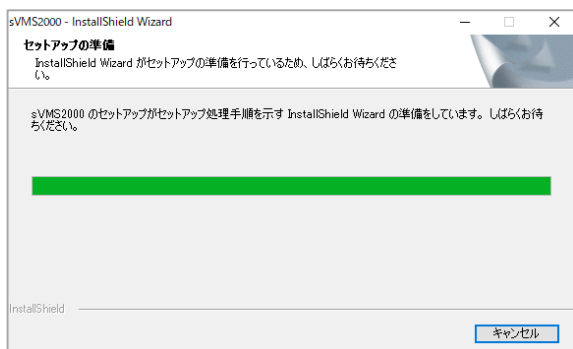 sVMS2000 - InstallShield Wizard
セットアップの準備
InstallShield Wizard がセットアップの準備を行っているため、しばらくお待ちくださ
い。
sVMS2000 のセットアップがセットアップ処理手順を示す InstallShield Wizard の準備をしています。しばらくお待
ちください。
InstallShield
キャンセル